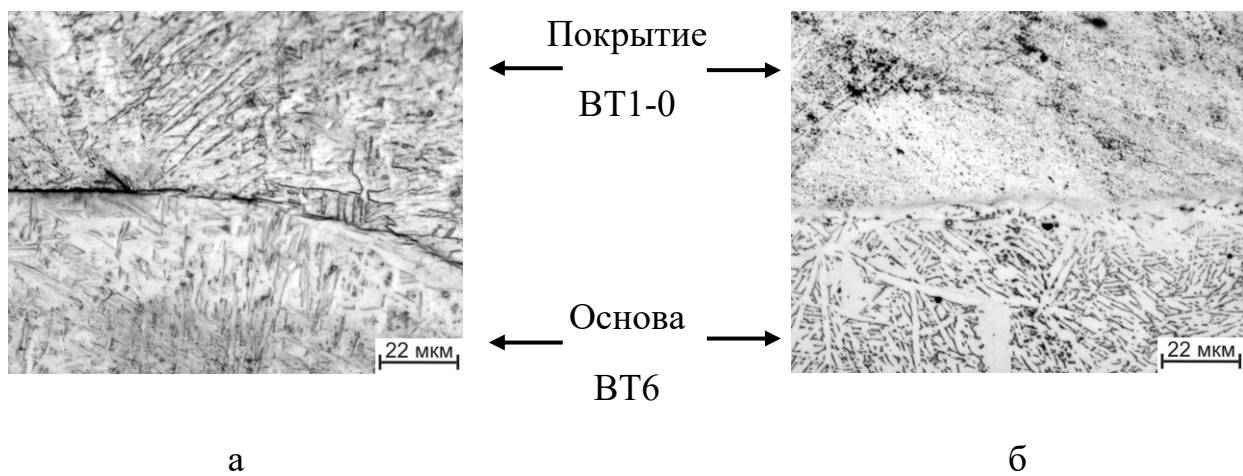 Покрытие
ВТ1-0
Основа
22 мкм
22 мкм
ВТ6
а
б